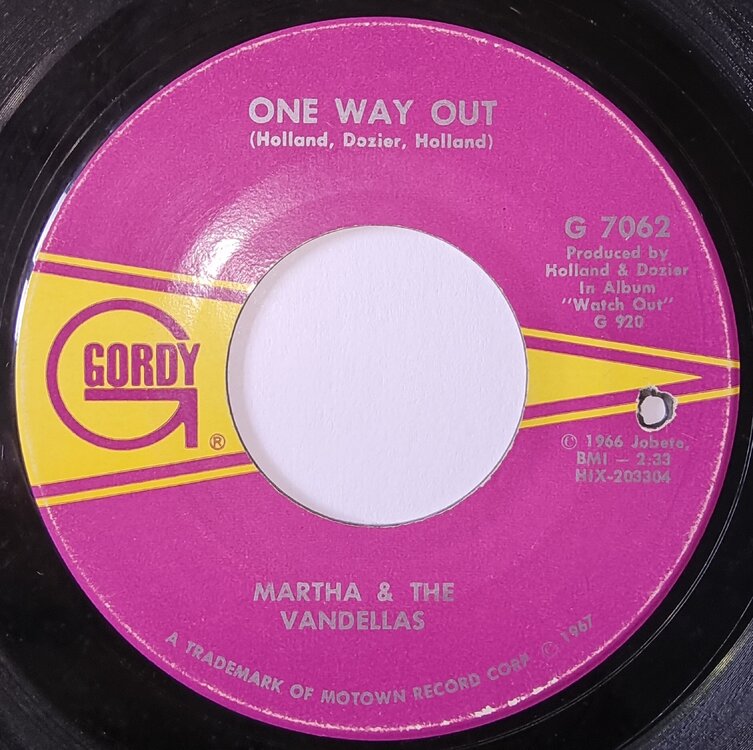 ONE WAY OUT
(Holland, Dozier, Holland)
G 7062
Produced by
Holland & Dozier
In Album
"Watch Out"
G 920
GORDY
®
© 1966 Jobete,
BMI — 2:33
HIX-203304
MARTHA & THE
VANDELLAS
A TRADEMARK OF MOTOWN RECORD CORP © 1967